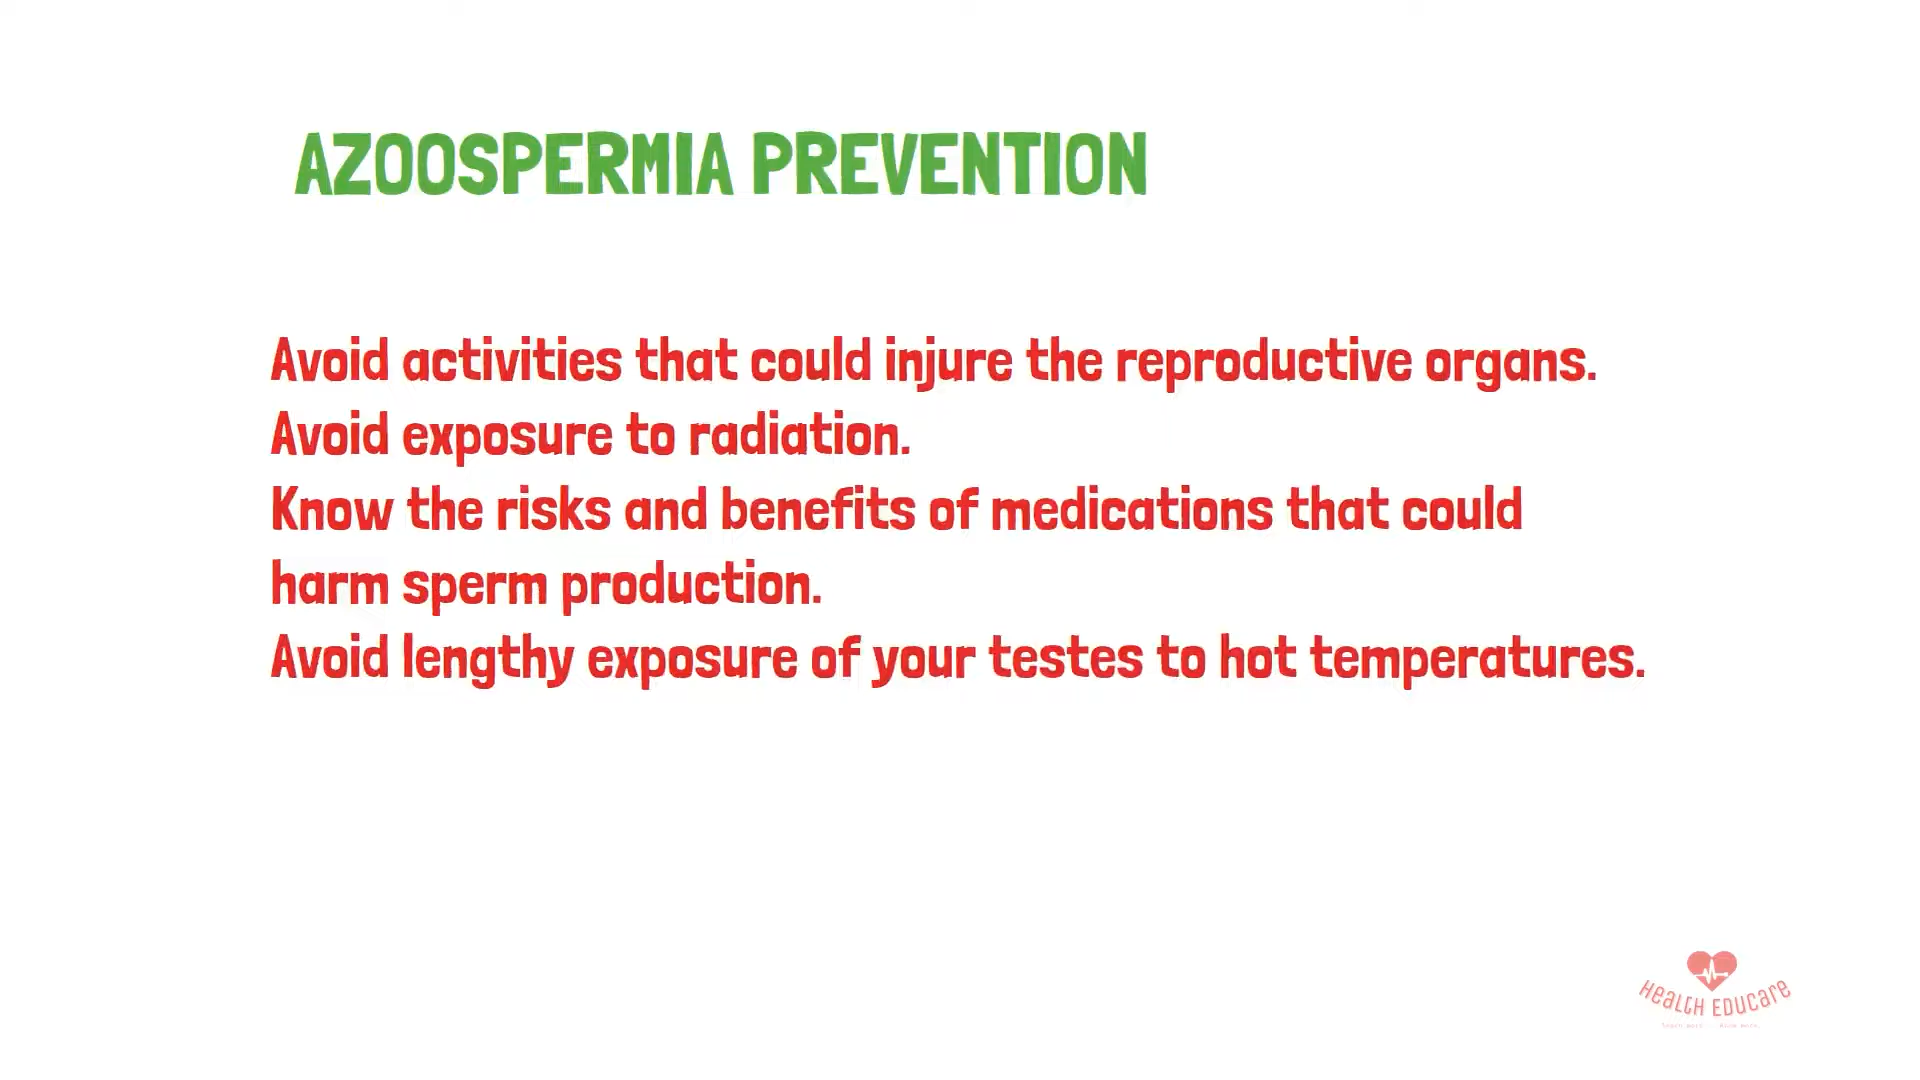 AZOOSPERMIA PREVENTION
Avoid activities that could injure the reproductive organs.
Avoid exposure to radiation.
Know the risks and benefits of medications that could
harm sperm production.
Avoid lengthy exposure of your testes to hot temperatures.
HEALTH EDUCARE